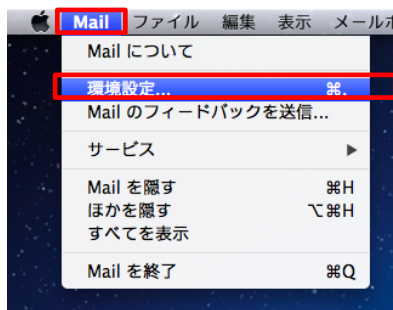 Mail ファイル 編集 表示 メール
Mail について
環境設定... ⌘,
Mail のフィードバックを送信...
サービス ▶
Mail を隠す ⌘H
ほかを隠す ⌥⌘H
すべてを表示
Mail を終了 ⌘Q